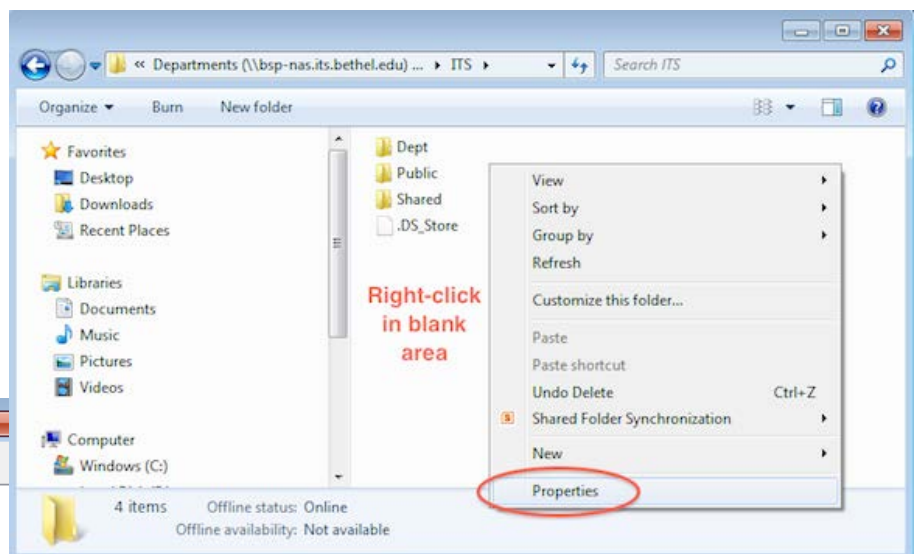 « Departments (\\bsp-nas.its.bethel.edu) ... ▸ ITS ▸
Search ITS
Organize ▾ Burn New folder
Favorites
Desktop
Downloads
Recent Places
Libraries
Documents
Music
Pictures
Videos
Computer
Windows (C:)
Dept
Public
Shared
.DS_Store
Right-click
in blank
area
View
Sort by
Group by
Refresh
Customize this folder...
Paste
Paste shortcut
Undo Delete Ctrl+Z
Shared Folder Synchronization
New
Properties
4 items Offline status: Online
Offline availability: Not available